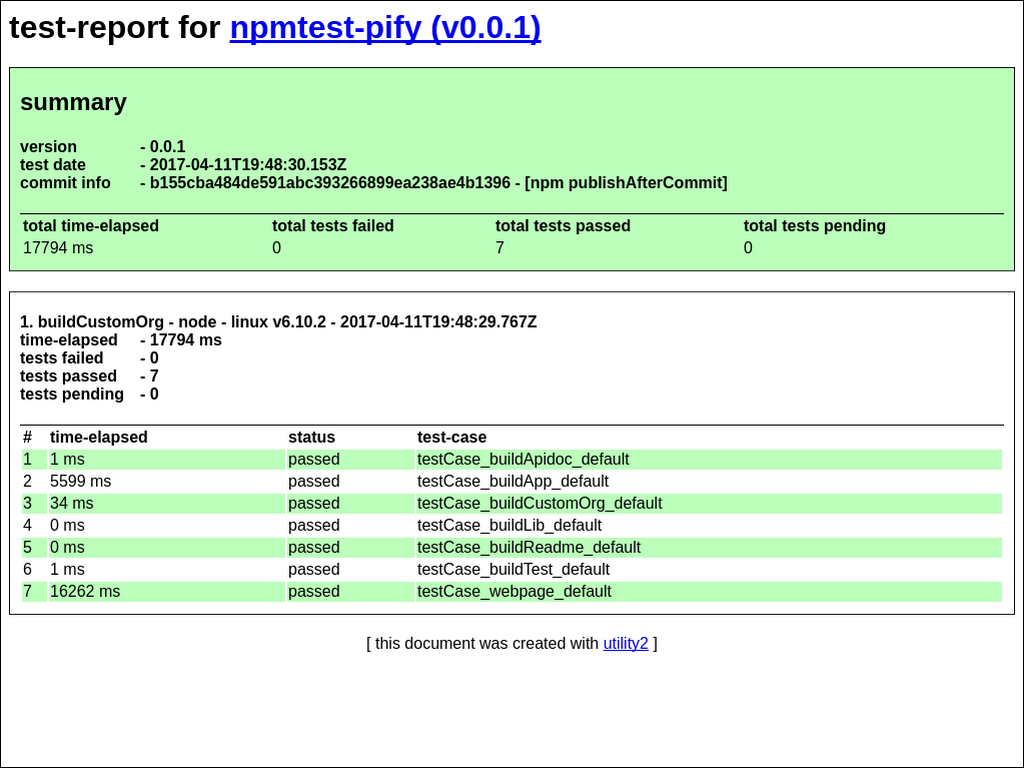 test-report for npmtest-pify (v0.0.1)
summary
version - 0.0.1
test date - 2017-04-11T19:48:30.153Z
commit info - b155cba484de591abc393266899ea238ae4b1396 - [npm publishAfterCommit]
total time-elapsed total tests failed total tests passed total tests pending
17794 ms 0 7 0
1. buildCustomOrg - node - linux v6.10.2 - 2017-04-11T19:48:29.767Z
time-elapsed - 17794 ms
tests failed - 0
tests passed - 7
tests pending - 0
# time-elapsed status test-case
1 1 ms passed testCase_buildApidoc_default
2 5599 ms passed testCase_buildApp_default
3 34 ms passed testCase_buildCustomOrg_default
4 0 ms passed testCase_buildLib_default
5 0 ms passed testCase_buildReadme_default
6 1 ms passed testCase_buildTest_default
7 16262 ms passed testCase_webpage_default
[ this document was created with utility2 ]